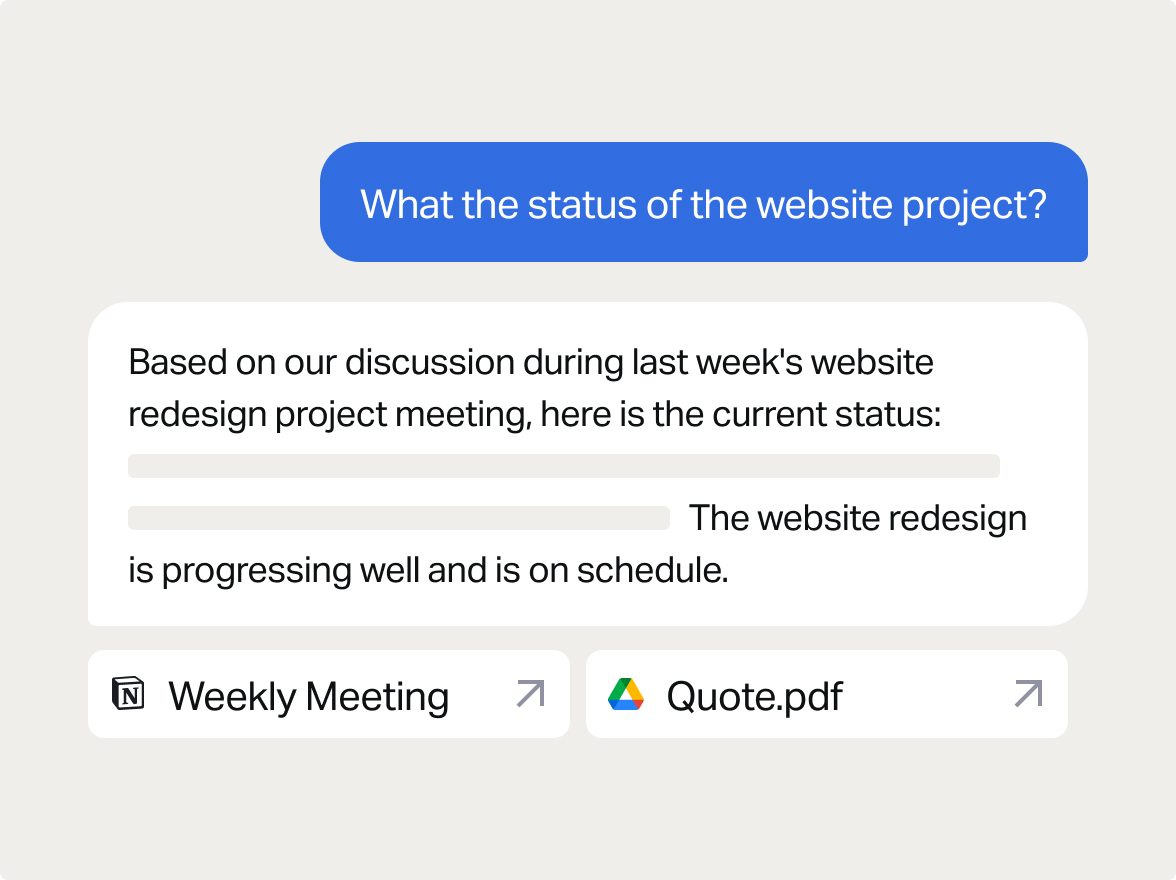 What the status of the website project?
Based on our discussion during last week's website
redesign project meeting, here is the current status:
The website redesign
is progressing well and is on schedule.
N Weekly Meeting
Quote.pdf